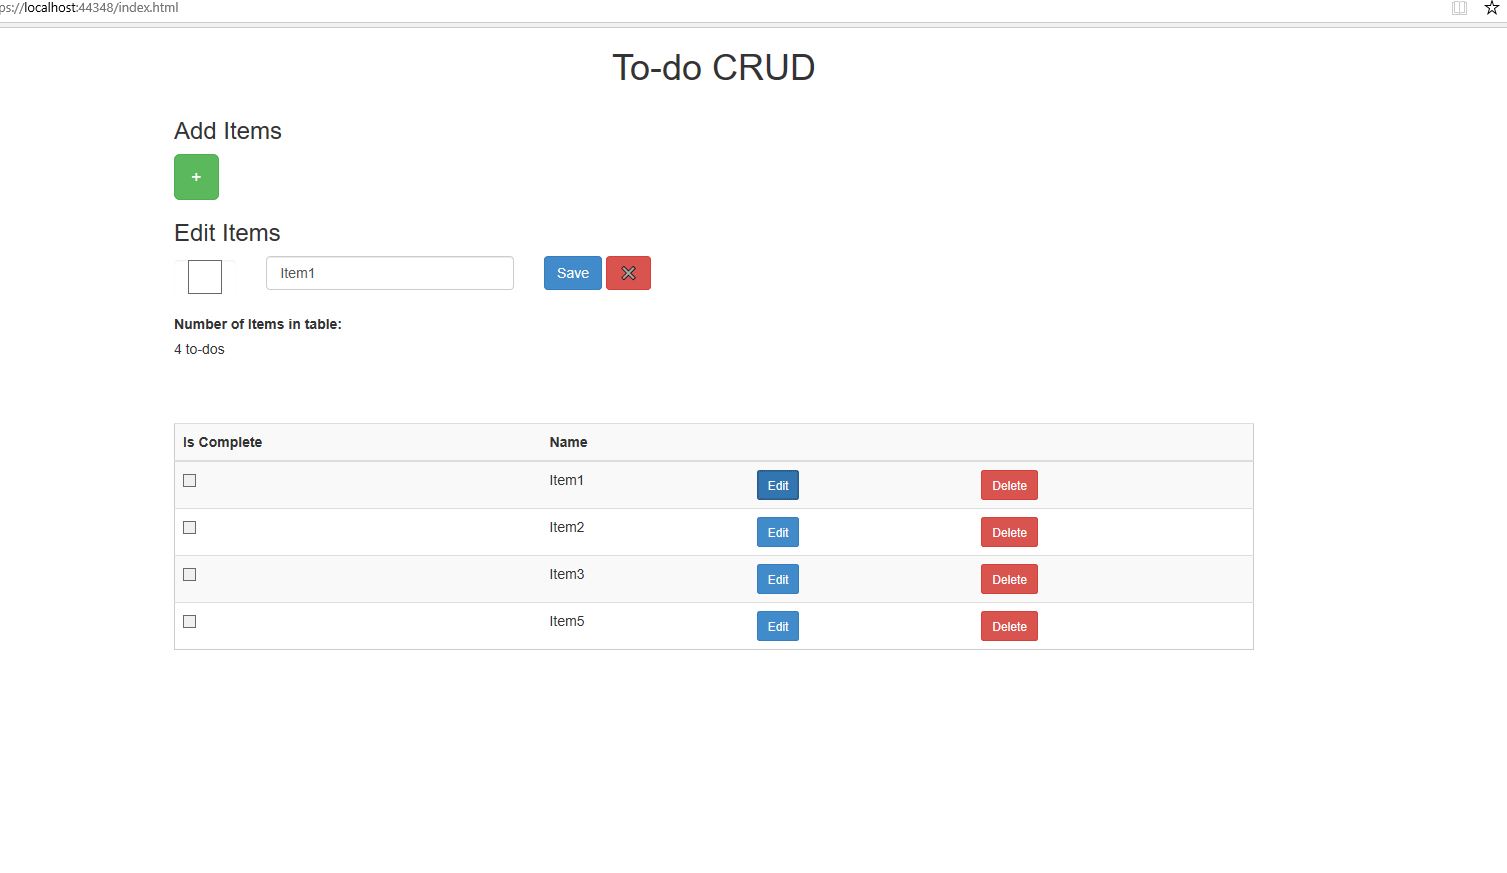 ps://localhost:44348/index.html
To-do CRUD
Add Items
+
Edit Items
Item1 Save
Number of Items in table:
4 to-dos
Is Complete Name
Item1 Edit Delete
Item2 Edit Delete
Item3 Edit Delete
Item5 Edit Delete